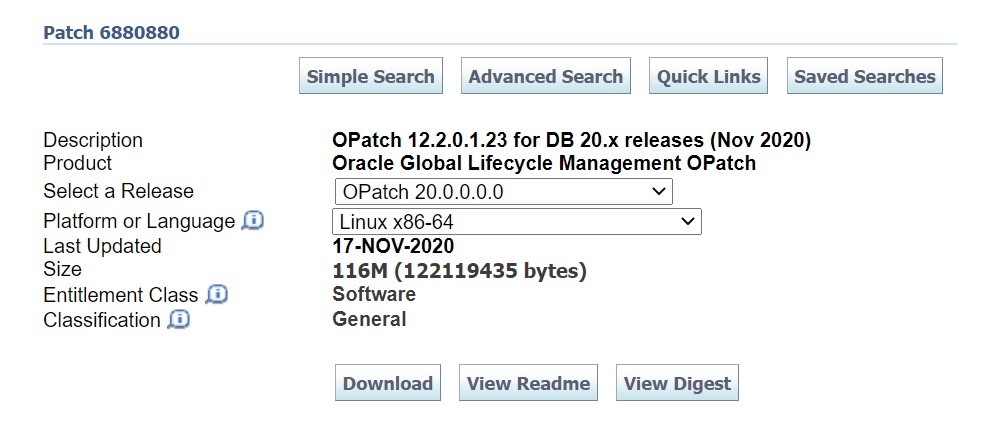 Patch 6880880
Simple Search Advanced Search Quick Links Saved Searches
Description OPatch 12.2.0.1.23 for DB 20.x releases (Nov 2020)
Product Oracle Global Lifecycle Management OPatch
Select a Release OPatch 20.0.0.0.0
Platform or Language Linux x86-64
Last Updated 17-NOV-2020
Size 116M (122119435 bytes)
Entitlement Class Software
Classification General
Download View Readme View Digest